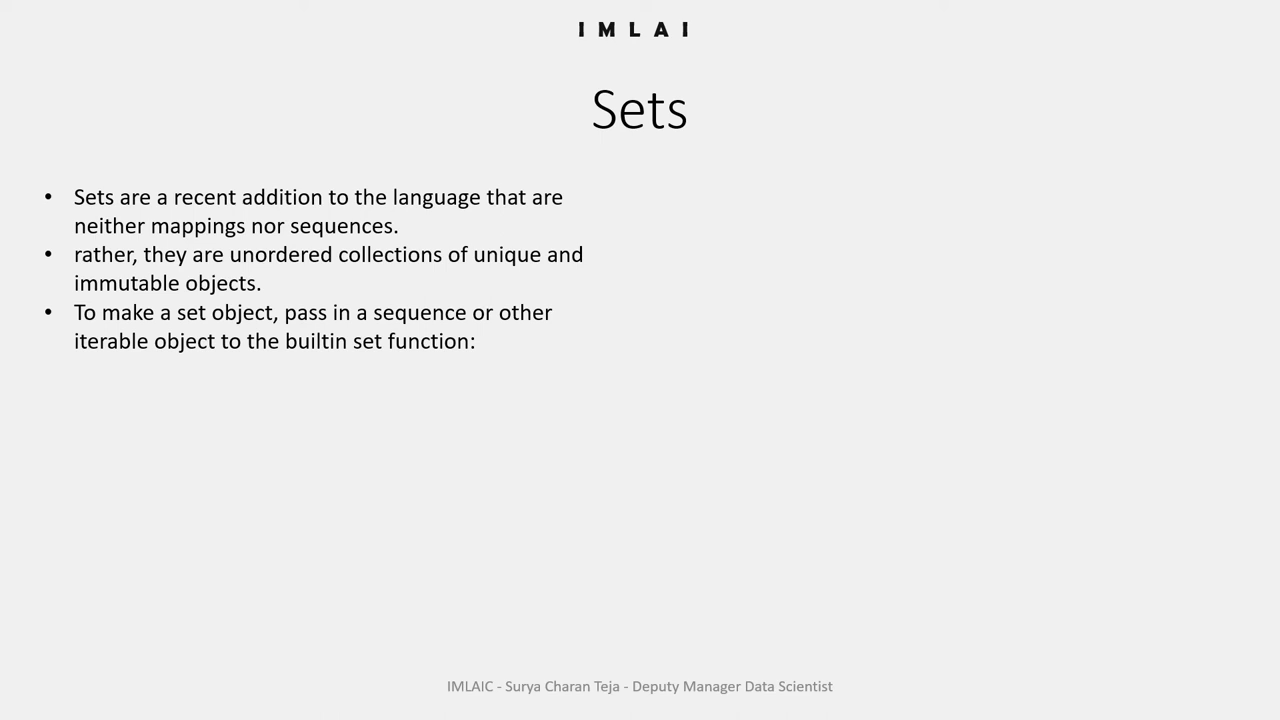 IMLAI
Sets
• Sets are a recent addition to the language that are
neither mappings nor sequences.
• rather, they are unordered collections of unique and
immutable objects.
• To make a set object, pass in a sequence or other
iterable object to the builtin set function:
IMLAIC - Surya Charan Teja - Deputy Manager Data Scientist